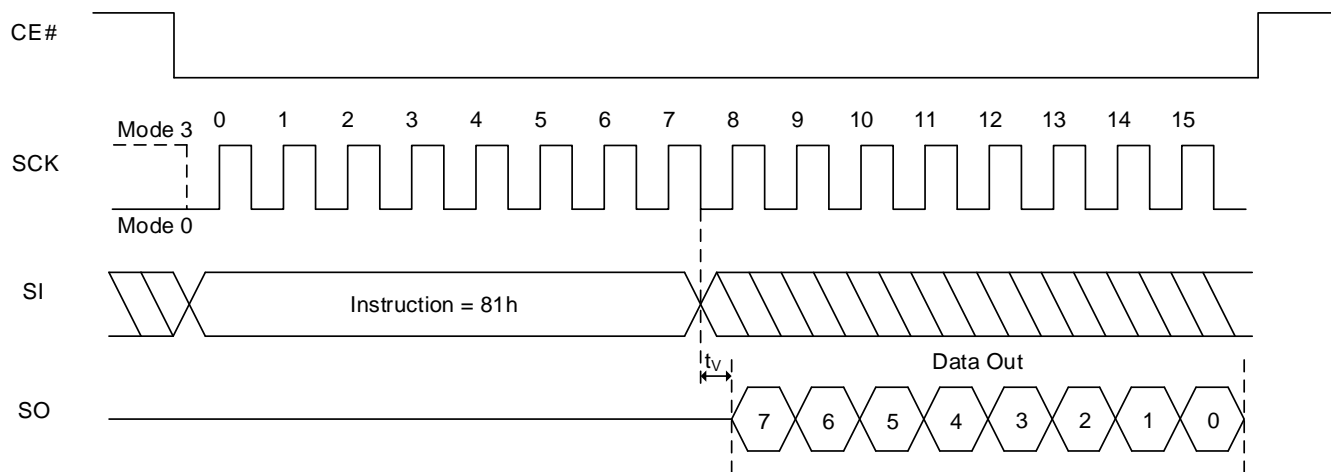 CE#
0 1 2 3 4 5 6 7 8 9 10 11 12 13 14 15
Mode 3
SCK
Mode 0
SI
Instruction = 81h
tV
Data Out
SO
7 6 5 4 3 2 1 0